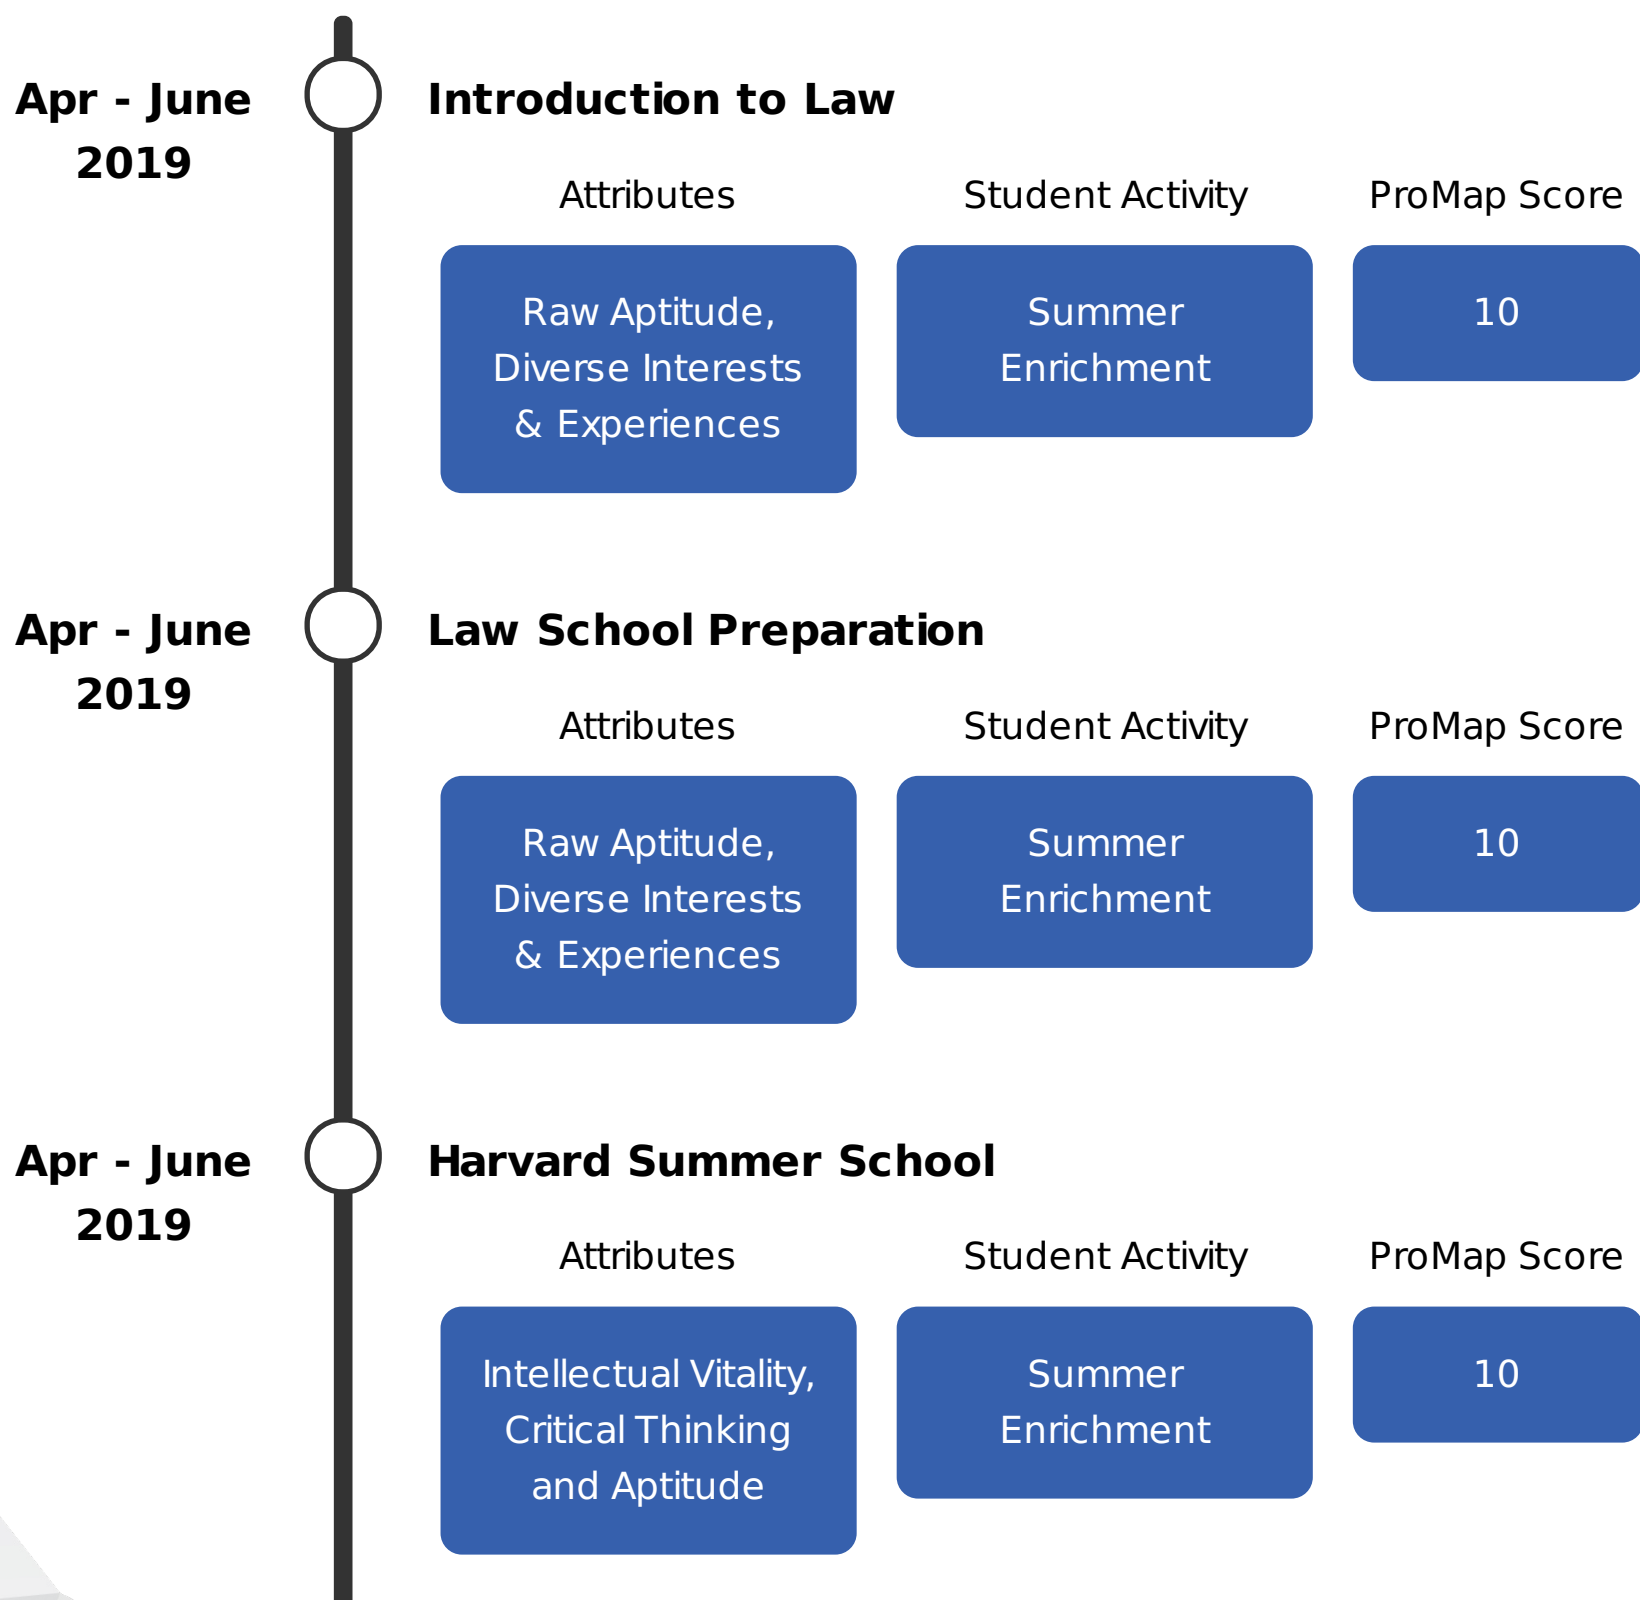 Apr - June
2019
Introduction to Law
Attributes
Student Activity
ProMap Score
Raw Aptitude,
Diverse Interests
& Experiences
Summer
Enrichment
10
Apr - June
2019
Law School Preparation
Attributes
Student Activity
ProMap Score
Raw Aptitude,
Diverse Interests
& Experiences
Summer
Enrichment
10
Apr - June
2019
Harvard Summer School
Attributes
Student Activity
ProMap Score
Intellectual Vitality,
Critical Thinking
and Aptitude
Summer
Enrichment
10